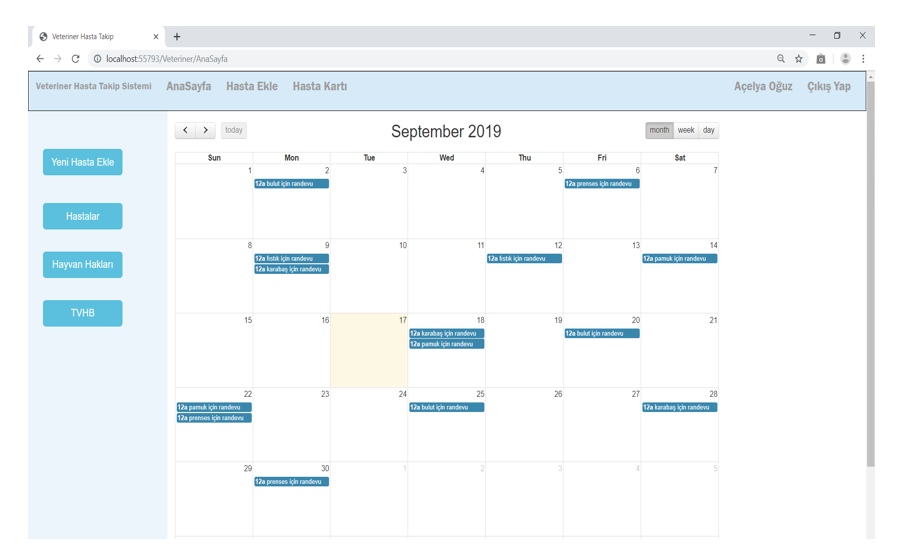 Veteriner Hasta Takip
localhost:55793/Veteriner/AnaSayfa
Veteriner Hasta Takip Sistemi AnaSayfa Hasta Ekle Hasta Kartı Açelya Oğuz Çıkış Yap
Yeni Hasta Ekle
Hastalar
Hayvan Hakları
TVHB
today September 2019 month week day
Sun Mon Tue Wed Thu Fri Sat
1 2 3 4 5 6 7
12a bulut için randevu 12a prenses için randevu
8 9 10 11 12 13 14
12a fıstık için randevu 12a fıstık için randevu 12a pamuk için randevu
12a karabaş için randevu
15 16 17 18 19 20 21
12a karabaş için randevu 12a bulut için randevu
12a pamuk için randevu
22 23 24 25 26 27 28
12a pamuk için randevu 12a bulut için randevu 12a karabaş için randevu
12a prenses için randevu
29 30 1 2 3 4 5
12a prenses için randevu